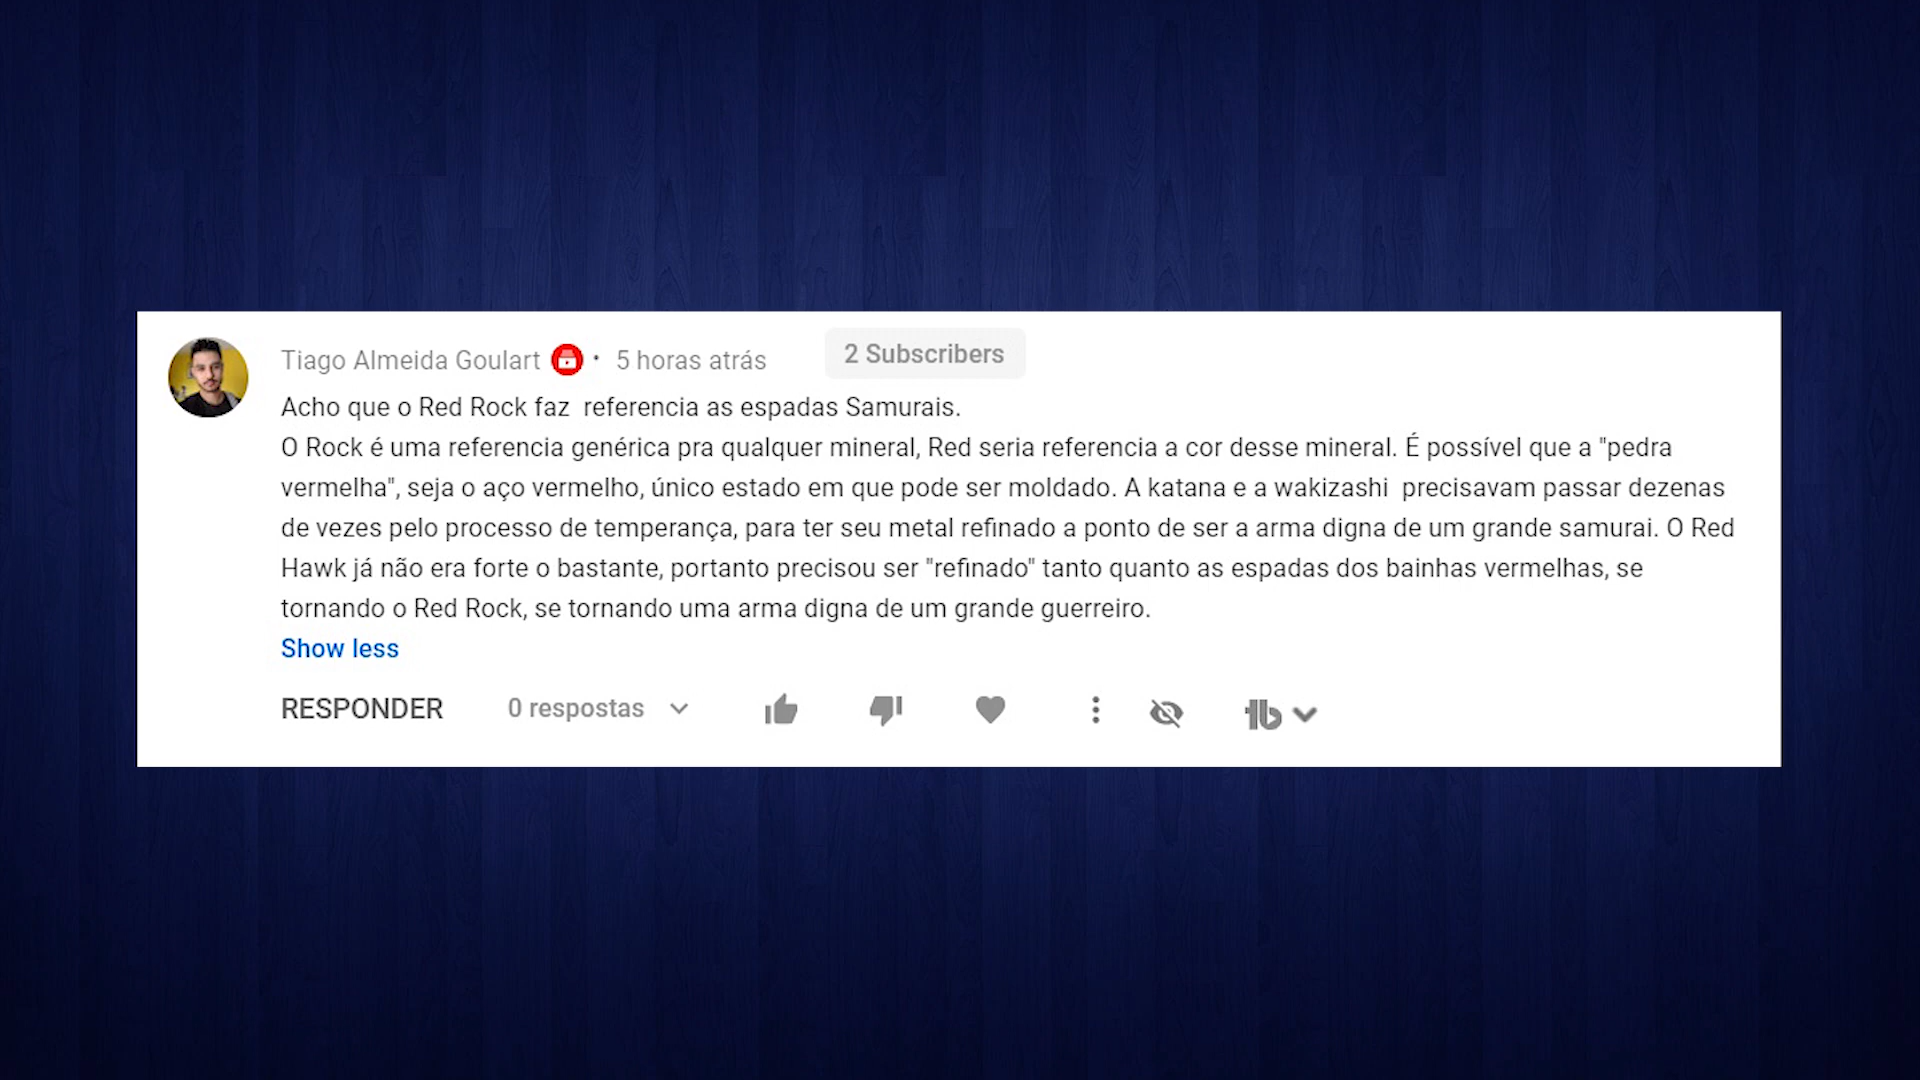 Tiago Almeida Goulart • 5 horas atrás 2 Subscribers
Acho que o Red Rock faz  referencia as espadas Samurais.
O Rock é uma referencia genérica pra qualquer mineral, Red seria referencia a cor desse mineral. É possível que a "pedra
vermelha", seja o aço vermelho, único estado em que pode ser moldado. A katana e a wakizashi  precisavam passar dezenas
de vezes pelo processo de temperança, para ter seu metal refinado a ponto de ser a arma digna de um grande samurai. O Red
Hawk já não era forte o bastante, portanto precisou ser "refinado" tanto quanto as espadas dos bainhas vermelhas, se
tornando o Red Rock, se tornando uma arma digna de um grande guerreiro.
Show less
RESPONDER 0 respostas